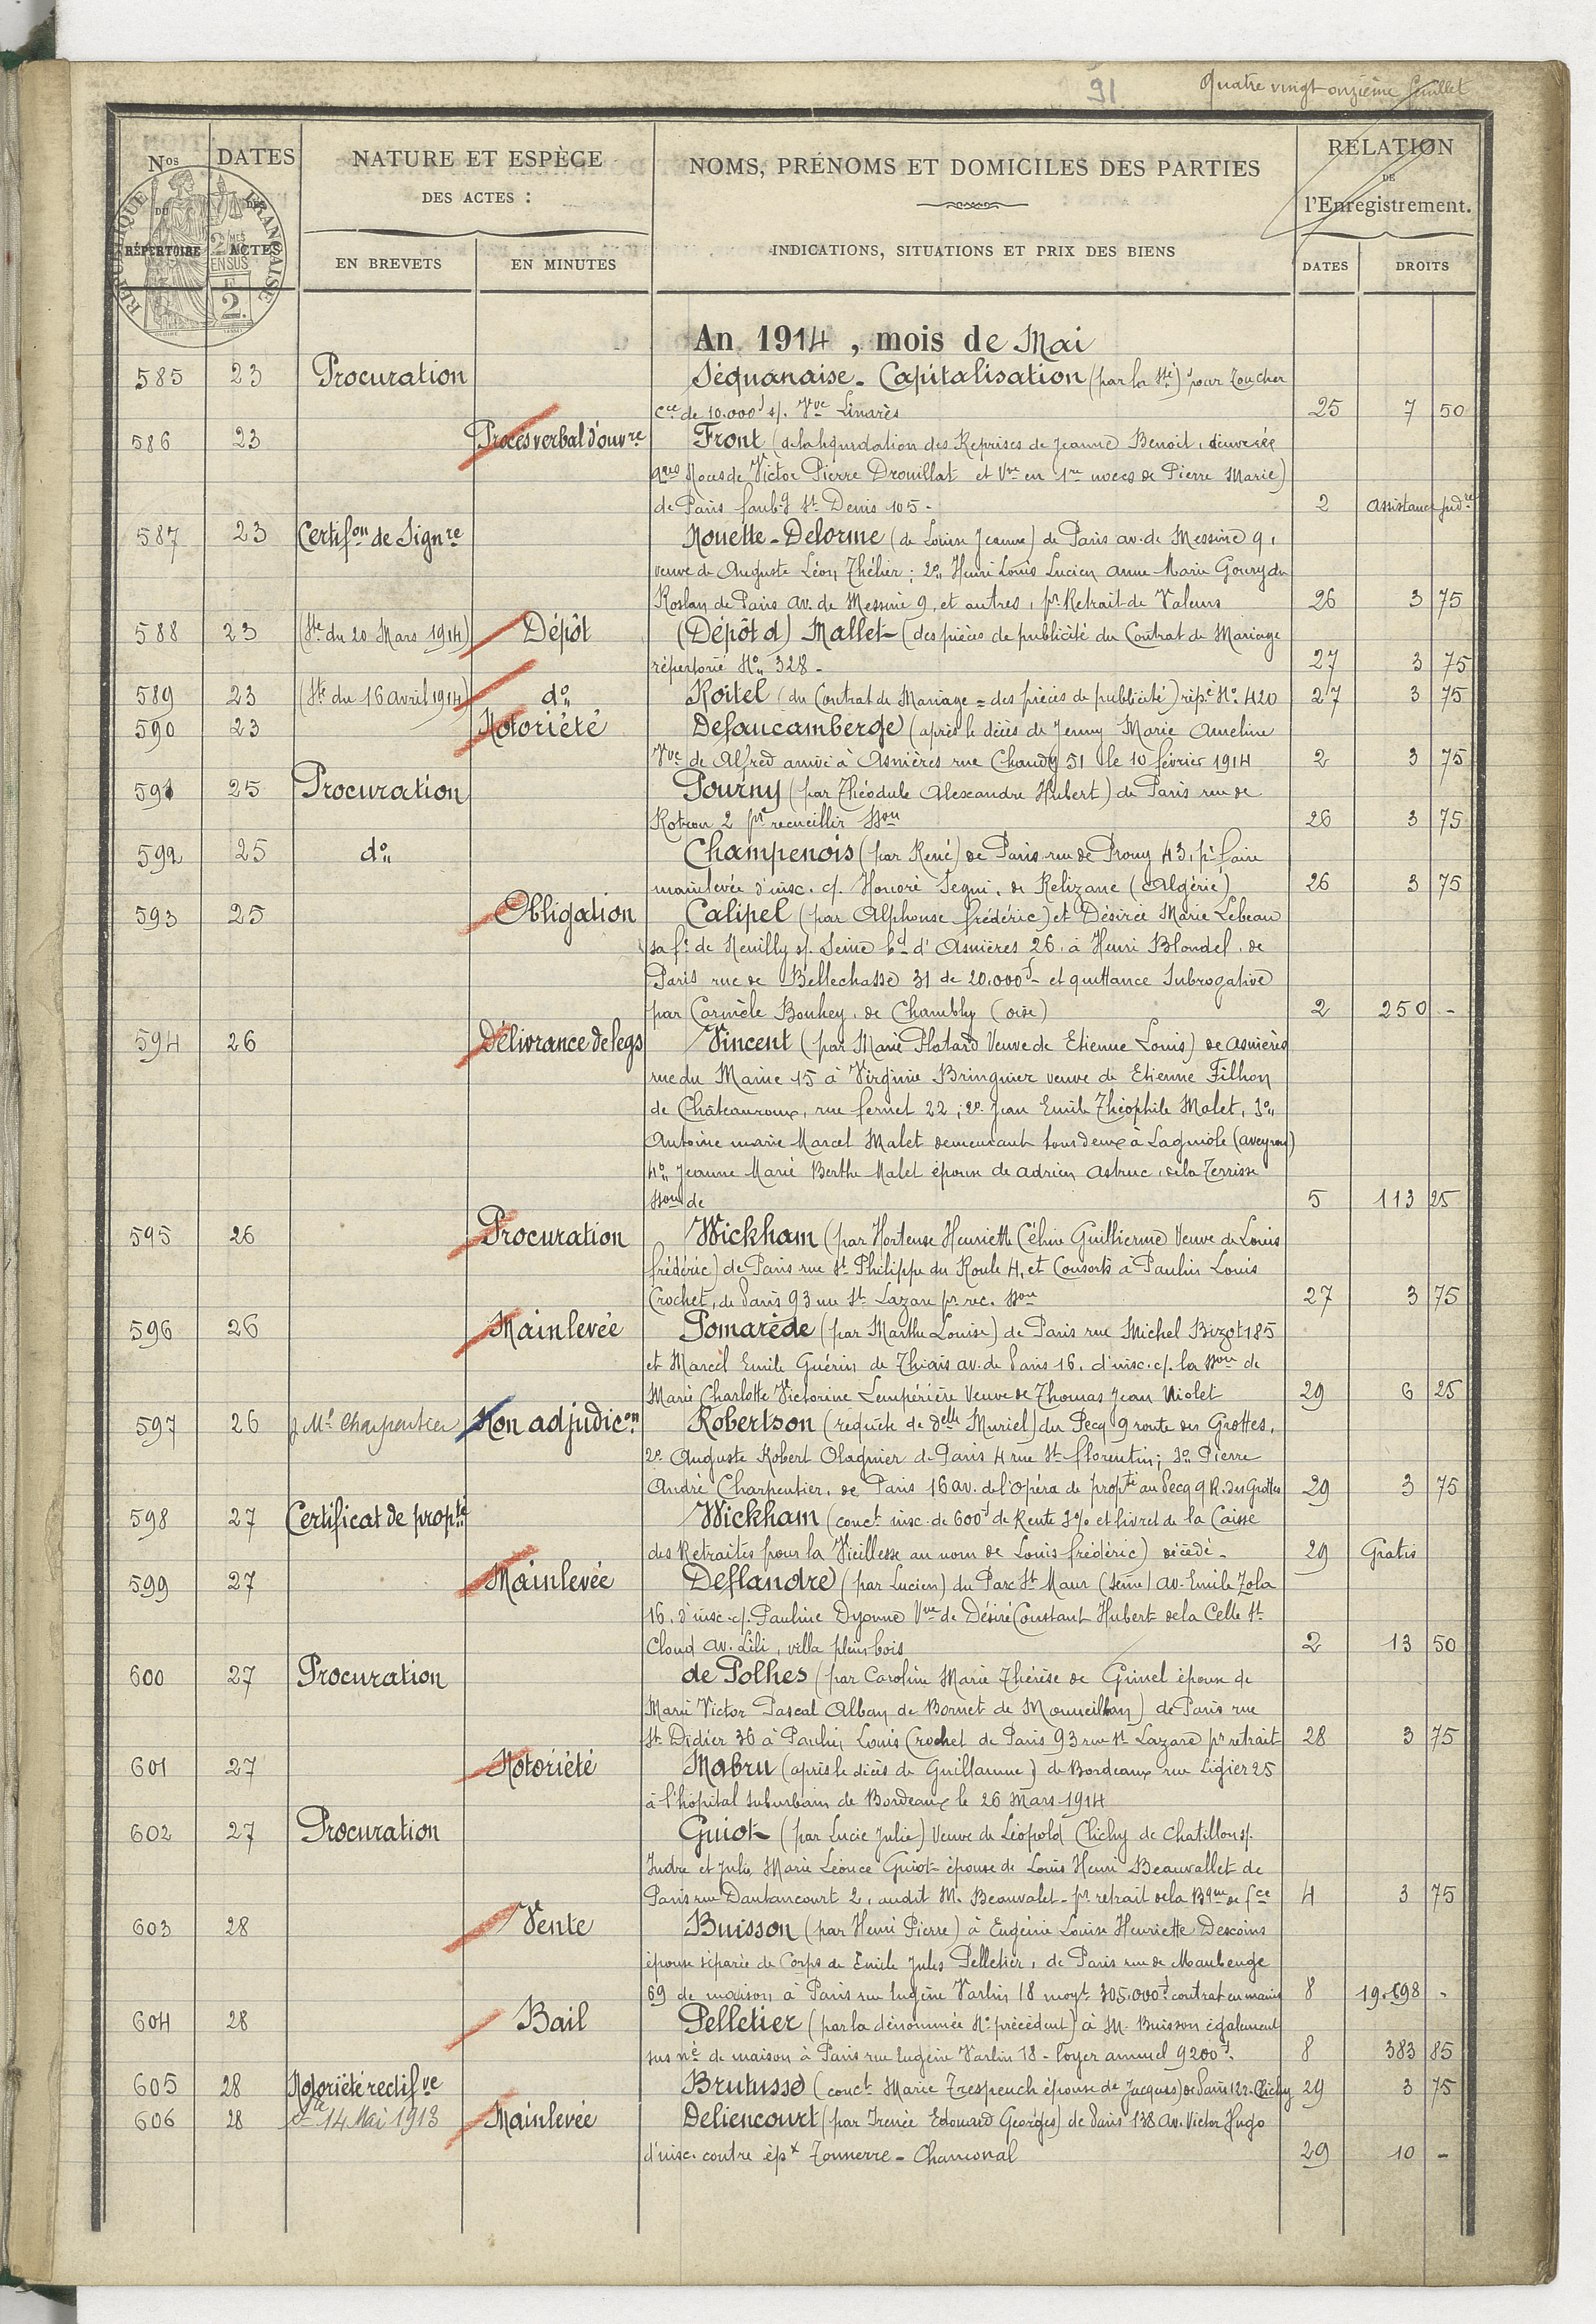 91 Quatre vingt onzième feuillet
Nos DU RÉPERTOIRE
DATES DES ACTES
NATURE ET ESPÈCE
DES ACTES :
EN BREVETS
EN MINUTES
NOMS, PRÉNOMS ET DOMICILES DES PARTIES
INDICATIONS, SITUATIONS ET PRIX DES BIENS
RELATION
DE
l'Enregistrement.
DATES
DROITS
RÉPUBLIQUE FRANÇAISE
2 MES EN SUS
2.
An 1914, mois de Mai
585 23 Procuration Séquanaise - Capitalisation (par la Sté) pour toucher
cce de 10.000f s/. Vve Linarès 25 7 50
586 23 Procès verbal d'ouvre Front (de la liquidation des Reprises de Jeanne Benoit, divorcée
Noces de Victor Pierre Drouillat et Vve en 1res noces de Pierre Marie)
de Paris faubg St Denis 105 - 2 assistance judre
587 23 Certifon de Signre Nouette-Delorme (de Louise Jeanne) de Paris av. de Messine 9,
veuve de Auguste Léon Thélier ; 2o Henri Louis Lucien Anne Marie Goury du
Roslan de Paris av. de Messine 9, et autres, pr Retrait de Valeurs 26 3 75
588 23 (Ste du 20 Mars 1914) Dépôt (Dépôt d) Mallet (des pièces de publicité du Contrat de Mariage
répertorié No 328 - 27 3 75
589 23 (Ste du 16 avril 1914) do Roitel (du Contrat de Mariage = des pièces de publicité) rép.é No 420 27 3 75
590 23 Notoriété Defaucamberge (après le décès de Jenny Marie Ameline
Vve de Alfred arrivé à Asnières rue Chaudy 51 le 10 février 1914 2 3 75
591 25 Procuration Pourny (par Théodule Alexandre Hubert) de Paris rue de
Rotrou 2 pr recueillir sson 26 3 75
592 25 do Champenois (par René) de Paris rue de Prony 43, pr faire
mainlevée d'insc. c/. Honoré Segui, de Relizane (Algérie) 26 3 75
593 25 Obligation Calipel (par Alphonse frédéric) et Désirée Marie Lebeau
sa fe de Neuilly s/. Seine bd d'Asnières 26, à Henri Blondel, de
Paris rue de Bellechasse 31 de 20.000f - et quittance Subrogative
par Carmèle Bonhey, de Chambly (oise) 2 250 -
594 26 Délivrance de legs Vincent (par Marie Platard Veuve de Etienne Louis) de Asnières
rue du Maine 15 à Virginie Bringuier veuve de Etienne Filhon
de Châteauroux, rue fernet 22 ; 2o Jean Emile Théophile Malet, 3o
Antoine marie Marcel Malet demeurant tous deux à Laguiole (aveyron)
4o Jeanne Marie Berthe Malet épouse de adrien astruc, de la Terrisse
sson de 5 113 25
595 26 Procuration Wickham (par Hortense Henriette Céline Guillierme Veuve de Louis
frédéric) de Paris rue St Philippe du Roule 4, et Consorts à Paulin Louis
Crochet, de Paris 93 rue St Lazare pr rec. sson 27 3 75
596 26 Mainlevée Pomarède (par Marthe Louise) de Paris rue Michel Bizot 185
et Marcel Emile Guérin de Thiais av. de Paris 16, d'insc. c/. la sson de
Marie Charlotte Victorine Lempérière Veuve de Thomas Jean Niolet 29 6 25
597 26 Me Charpentier Non adjudicon Robertson (requête de delle Muriel) du Pecq 9 route des Grottes,
2o Auguste Robert Olagnier de Paris 4 rue St florentin ; 3o Pierre
André Charpentier, de Paris 16 av. de l'opéra de propté au Pecq 9 R. des Grottes 29 3 75
598 27 Certificat de propté Wickham (conct insc. de 600f de Rente 3% et livret de la Caisse
des Retraites pour la Vieillesse au nom de Louis frédéric) décédé - 29 Gratis
599 27 Mainlevée Deflandre (par Lucien) du Parc St Maur (seine) av. Emile Zola
16, d'insc. c/. Pauline Dyonne Vve de Désiré Constant Hubert de la Celle St
Cloud av. Lili, villa plein bois 2 13 50
600 27 Procuration de Polhes (par Caroline Marie Thérèse de Gimel épouse de
Marie Victor Pascal Alban de Bornet de Monneilhan) de Paris rue
St Didier 36 à Paulin Louis Crochet de Paris 93 rue St Lazare pr retrait 28 3 75
601 27 Notoriété Mabru (après le décès de Guillaume) de Bordeaux rue Ligier 25
à l'hopital suburbain de Bordeaux le 26 Mars 1914
602 27 Procuration Guiot (par Lucie Julie) Veuve de Léopold Clichy de Chatillon s/.
Indre et Julie Marie Léonce Guiot épouse de Louis Henri Beauvallet de
Paris rue Dautancourt 2, audit M. Beauvalet pr retrait de la Bque de fce 4 3 75
603 28 Vente Buisson (par Henri Pierre) à Eugénie Louise Henriette Descoins
épouse séparée de Corps de Emile Jules Pelletier, de Paris rue de Maubeuge
69 de maison à Paris rue Eugène Varlin 18 moyt 305.000f contrat en mains 8 19.698 -
604 28 Bail Pelletier (par la dénommée No précédent) à M. Buisson également
sus né de maison à Paris rue Eugène Varlin 18 - loyer annuel 9200f. 8 383 85
605 28 Notoriété rectifve Brutusse (conct Marie Trespeuch épouse de Jacques) de Paris 122 Clichy 29 3 75
606 28 Ste 14 Mai 1913 Mainlevée Deliencourt (par Irenée Edouard Georges) de Paris 138 Av. Victor Hugo
d'insc. contre épx Tonnerre - Chanconal 29 10 -